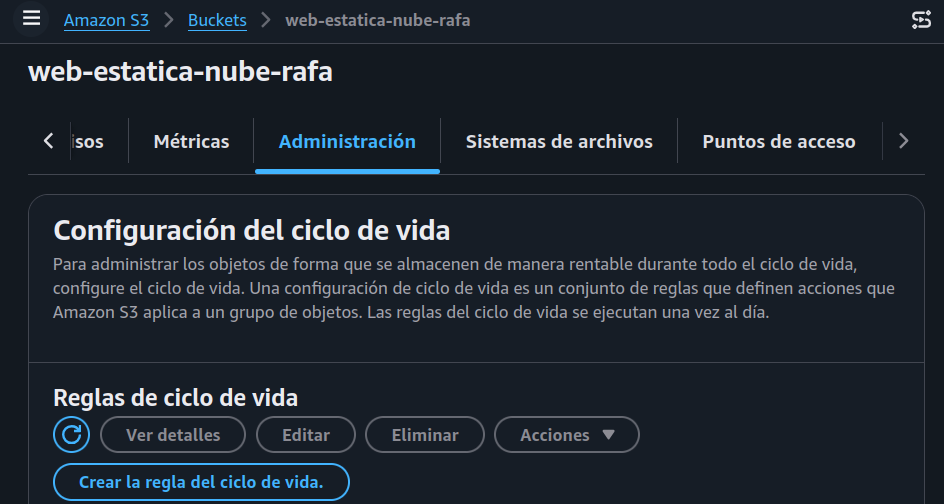 Amazon S3 > Buckets > web-estatica-nube-rafa
web-estatica-nube-rafa
Métricas Administración Sistemas de archivos Puntos de acceso
Configuración del ciclo de vida
Para administrar los objetos de forma que se almacenen de manera rentable durante todo el ciclo de vida,
configure el ciclo de vida. Una configuración de ciclo de vida es un conjunto de reglas que definen acciones que
Amazon S3 aplica a un grupo de objetos. Las reglas del ciclo de vida se ejecutan una vez al día.
Reglas de ciclo de vida
Ver detalles Editar Eliminar Acciones
Crear la regla del ciclo de vida.